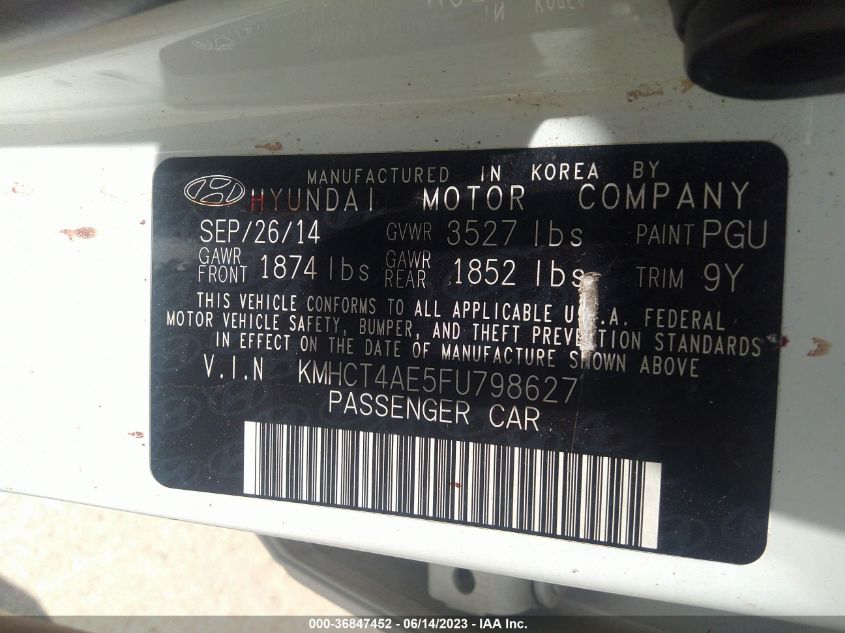 MANUFACTURED IN KOREA BY
HYUNDAI MOTOR COMPANY
SEP/26/14 GVWR 3527 lbs PAINT PGU
GAWR FRONT 1874 lbs GAWR REAR 1852 lbs TRIM 9Y
THIS VEHICLE CONFORMS TO ALL APPLICABLE U.S.A. FEDERAL
MOTOR VEHICLE SAFETY, BUMPER, AND THEFT PREVENTION STANDARDS
IN EFFECT ON THE DATE OF MANUFACTURE SHOWN ABOVE
V.I.N KMHCT4AE5FU798627
PASSENGER CAR
000-36847452 - 06/14/2023 - IAA Inc.